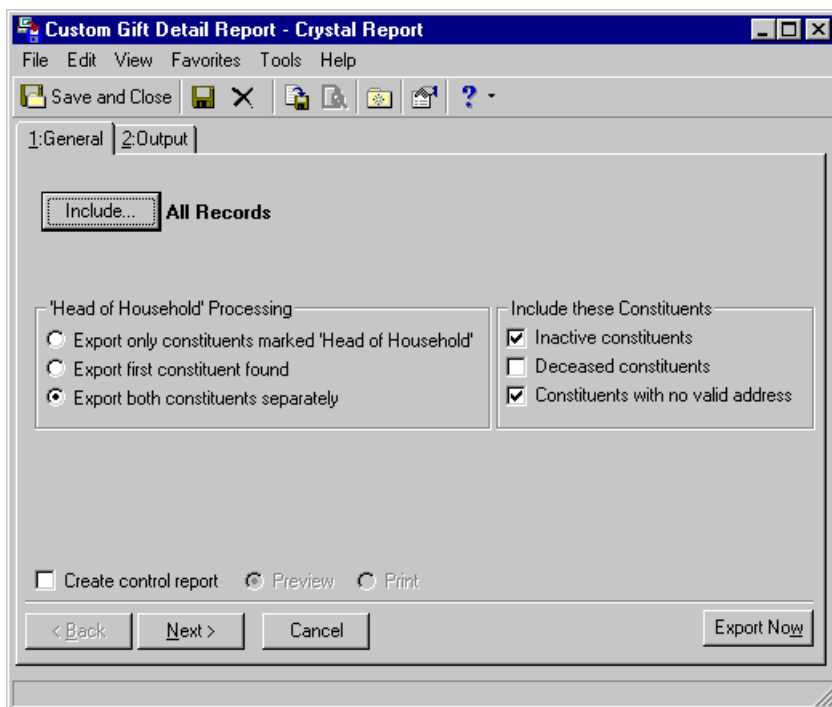 Custom Gift Detail Report - Crystal Report
File Edit View Favorites Tools Help
Save and Close ?
1:General 2:Output
Include... All Records
'Head of Household' Processing
Export only constituents marked 'Head of Household'
Export first constituent found
Export both constituents separately
Include these Constituents
Inactive constituents
Deceased constituents
Constituents with no valid address
Create control report Preview Print
< Back Next > Cancel Export Now